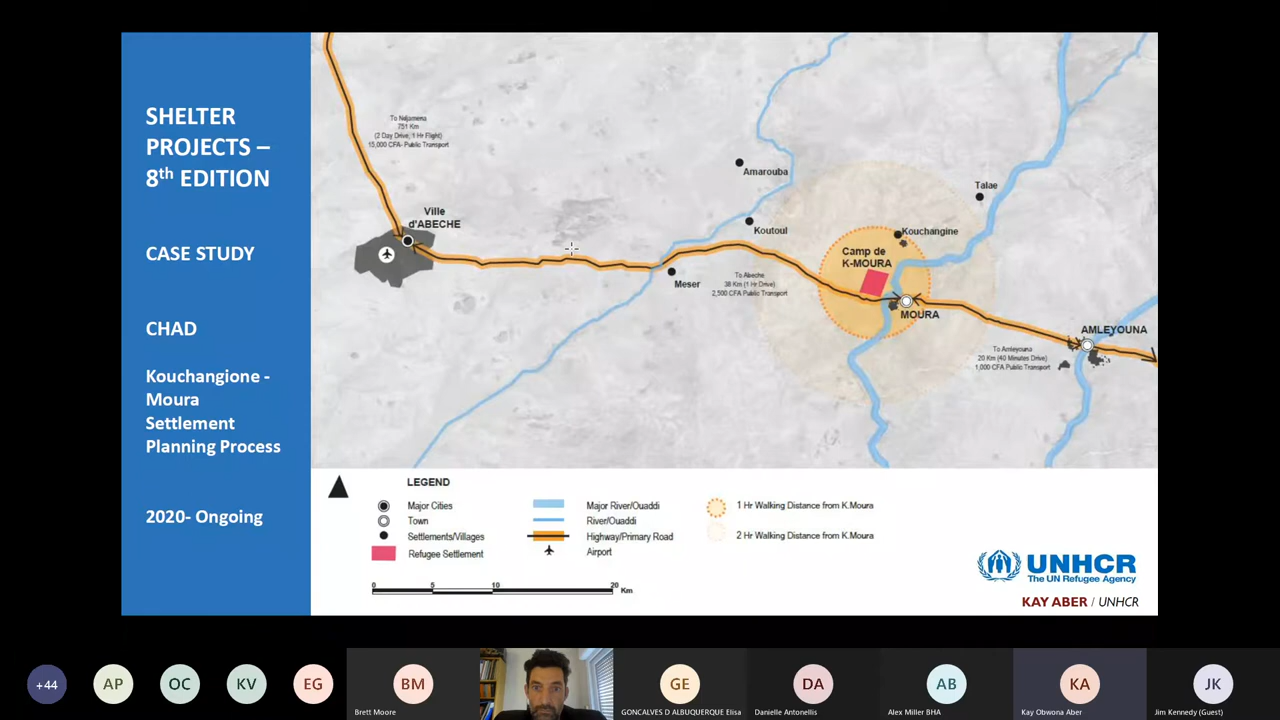 SHELTER
PROJECTS –
8th EDITION
CASE STUDY
CHAD
Kouchangione -
Moura
Settlement
Planning Process
2020- Ongoing
To Ndjamena
751 Km
(2 Day Drive, 1 Hr Flight)
15,000 CFA- Public Transport
Ville
d'ABECHE
Amarouba
Koutoul
Meser
To Abeche
38 Km (1 Hr Drive)
2,500 CFA Public Transport
Talae
Kouchangine
Camp de
K-MOURA
MOURA
AMLEYOUNA
To Amleyouna
20 Km (40 Minutes Drive)
1,000 CFA Public Transport
LEGEND
Major Cities
Town
Settlements/Villages
Refugee Settlement
Major River/Ouaddi
River/Ouaddi
Highway/Primary Road
Airport
1 Hr Walking Distance from K.Moura
2 Hr Walking Distance from K.Moura
0 5 10 20 Km
UNHCR
The UN Refugee Agency
KAY ABER / UNHCR
+44
AP
OC
KV
EG
BM
Brett Moore
GE
GONCALVES D ALBUQUERQUE Elisa
DA
Danielle Antonellis
AB
Alex Miller BHA
KA
Kay Obwona Aber
JK
Jim Kennedy (Guest)